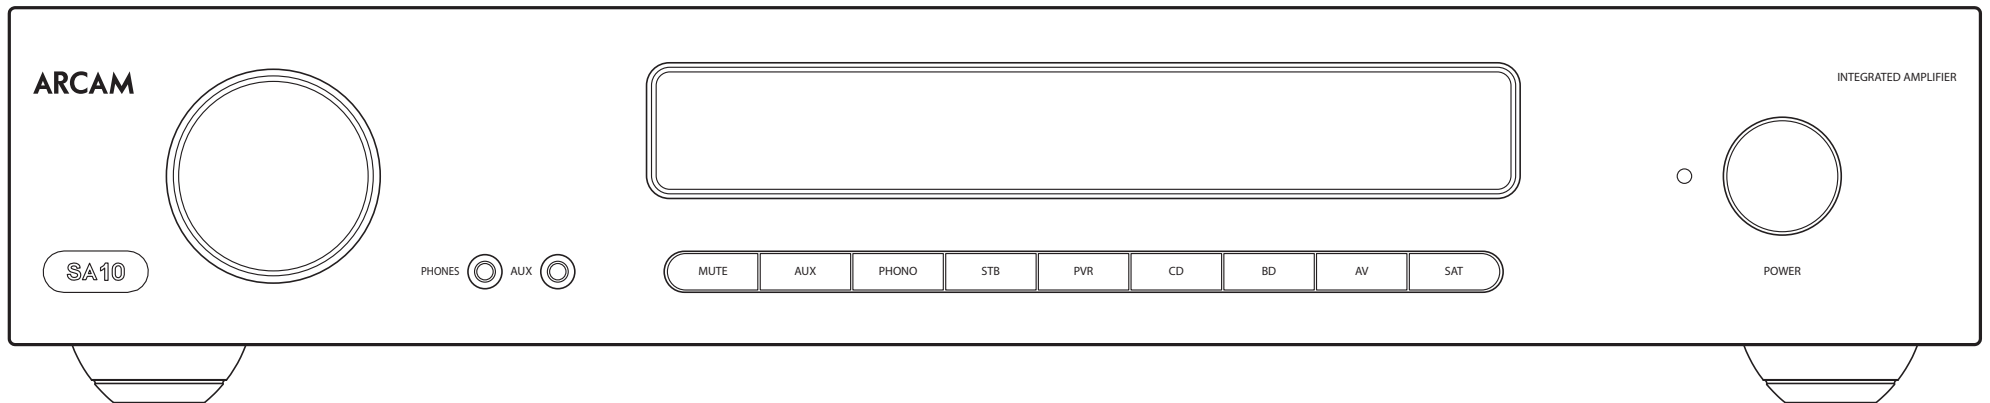 ARCAM
INTEGRATED AMPLIFIER
SA10
PHONES AUX
MUTE AUX PHONO STB PVR CD BD AV SAT
POWER